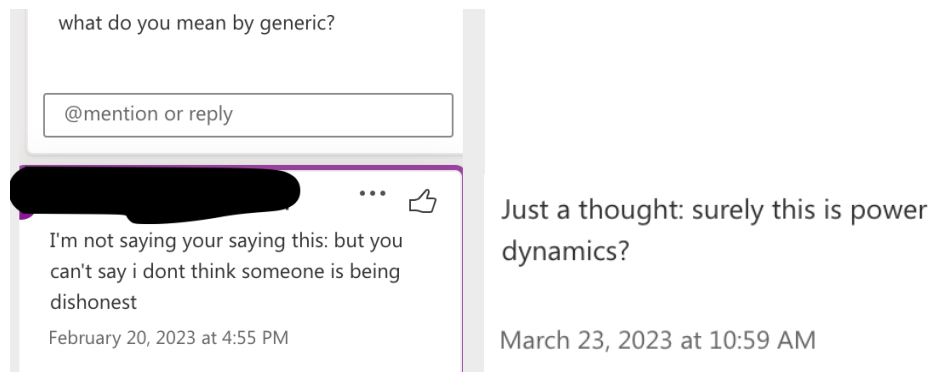 what do you mean by generic?
@mention or reply
I'm not saying your saying this: but you
can't say i dont think someone is being
dishonest
February 20, 2023 at 4:55 PM
Just a thought: surely this is power
dynamics?
March 23, 2023 at 10:59 AM